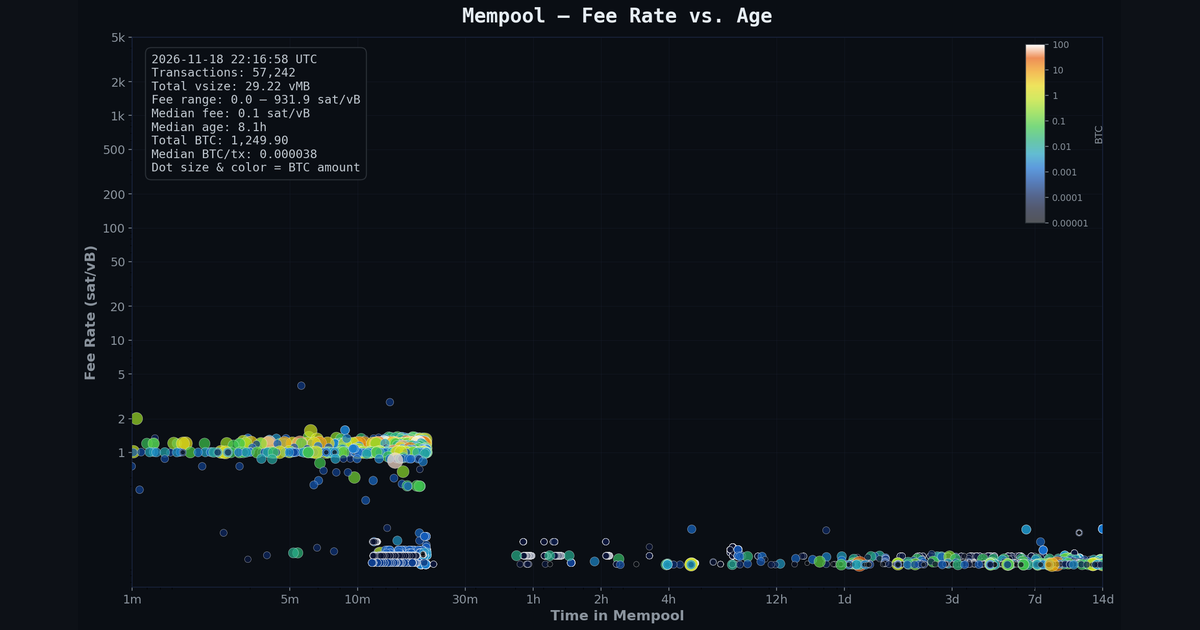 Mempool — Fee Rate vs. Age
2026-11-18 22:16:58 UTC
Transactions: 57,242
Total vsize: 29.22 vMB
Fee range: 0.0 — 931.9 sat/vB
Median fee: 0.1 sat/vB
Median age: 8.1h
Total BTC: 1,249.90
Median BTC/tx: 0.000038
Dot size & color = BTC amount
100
10
1
0.1
0.01
0.001
0.0001
0.00001
BTC
Fee Rate (sat/vB)
5k
2k
1k
500
200
100
50
20
10
5
2
1
1m 5m 10m 30m 1h 2h 4h 12h 1d 3d 7d 14d
Time in Mempool